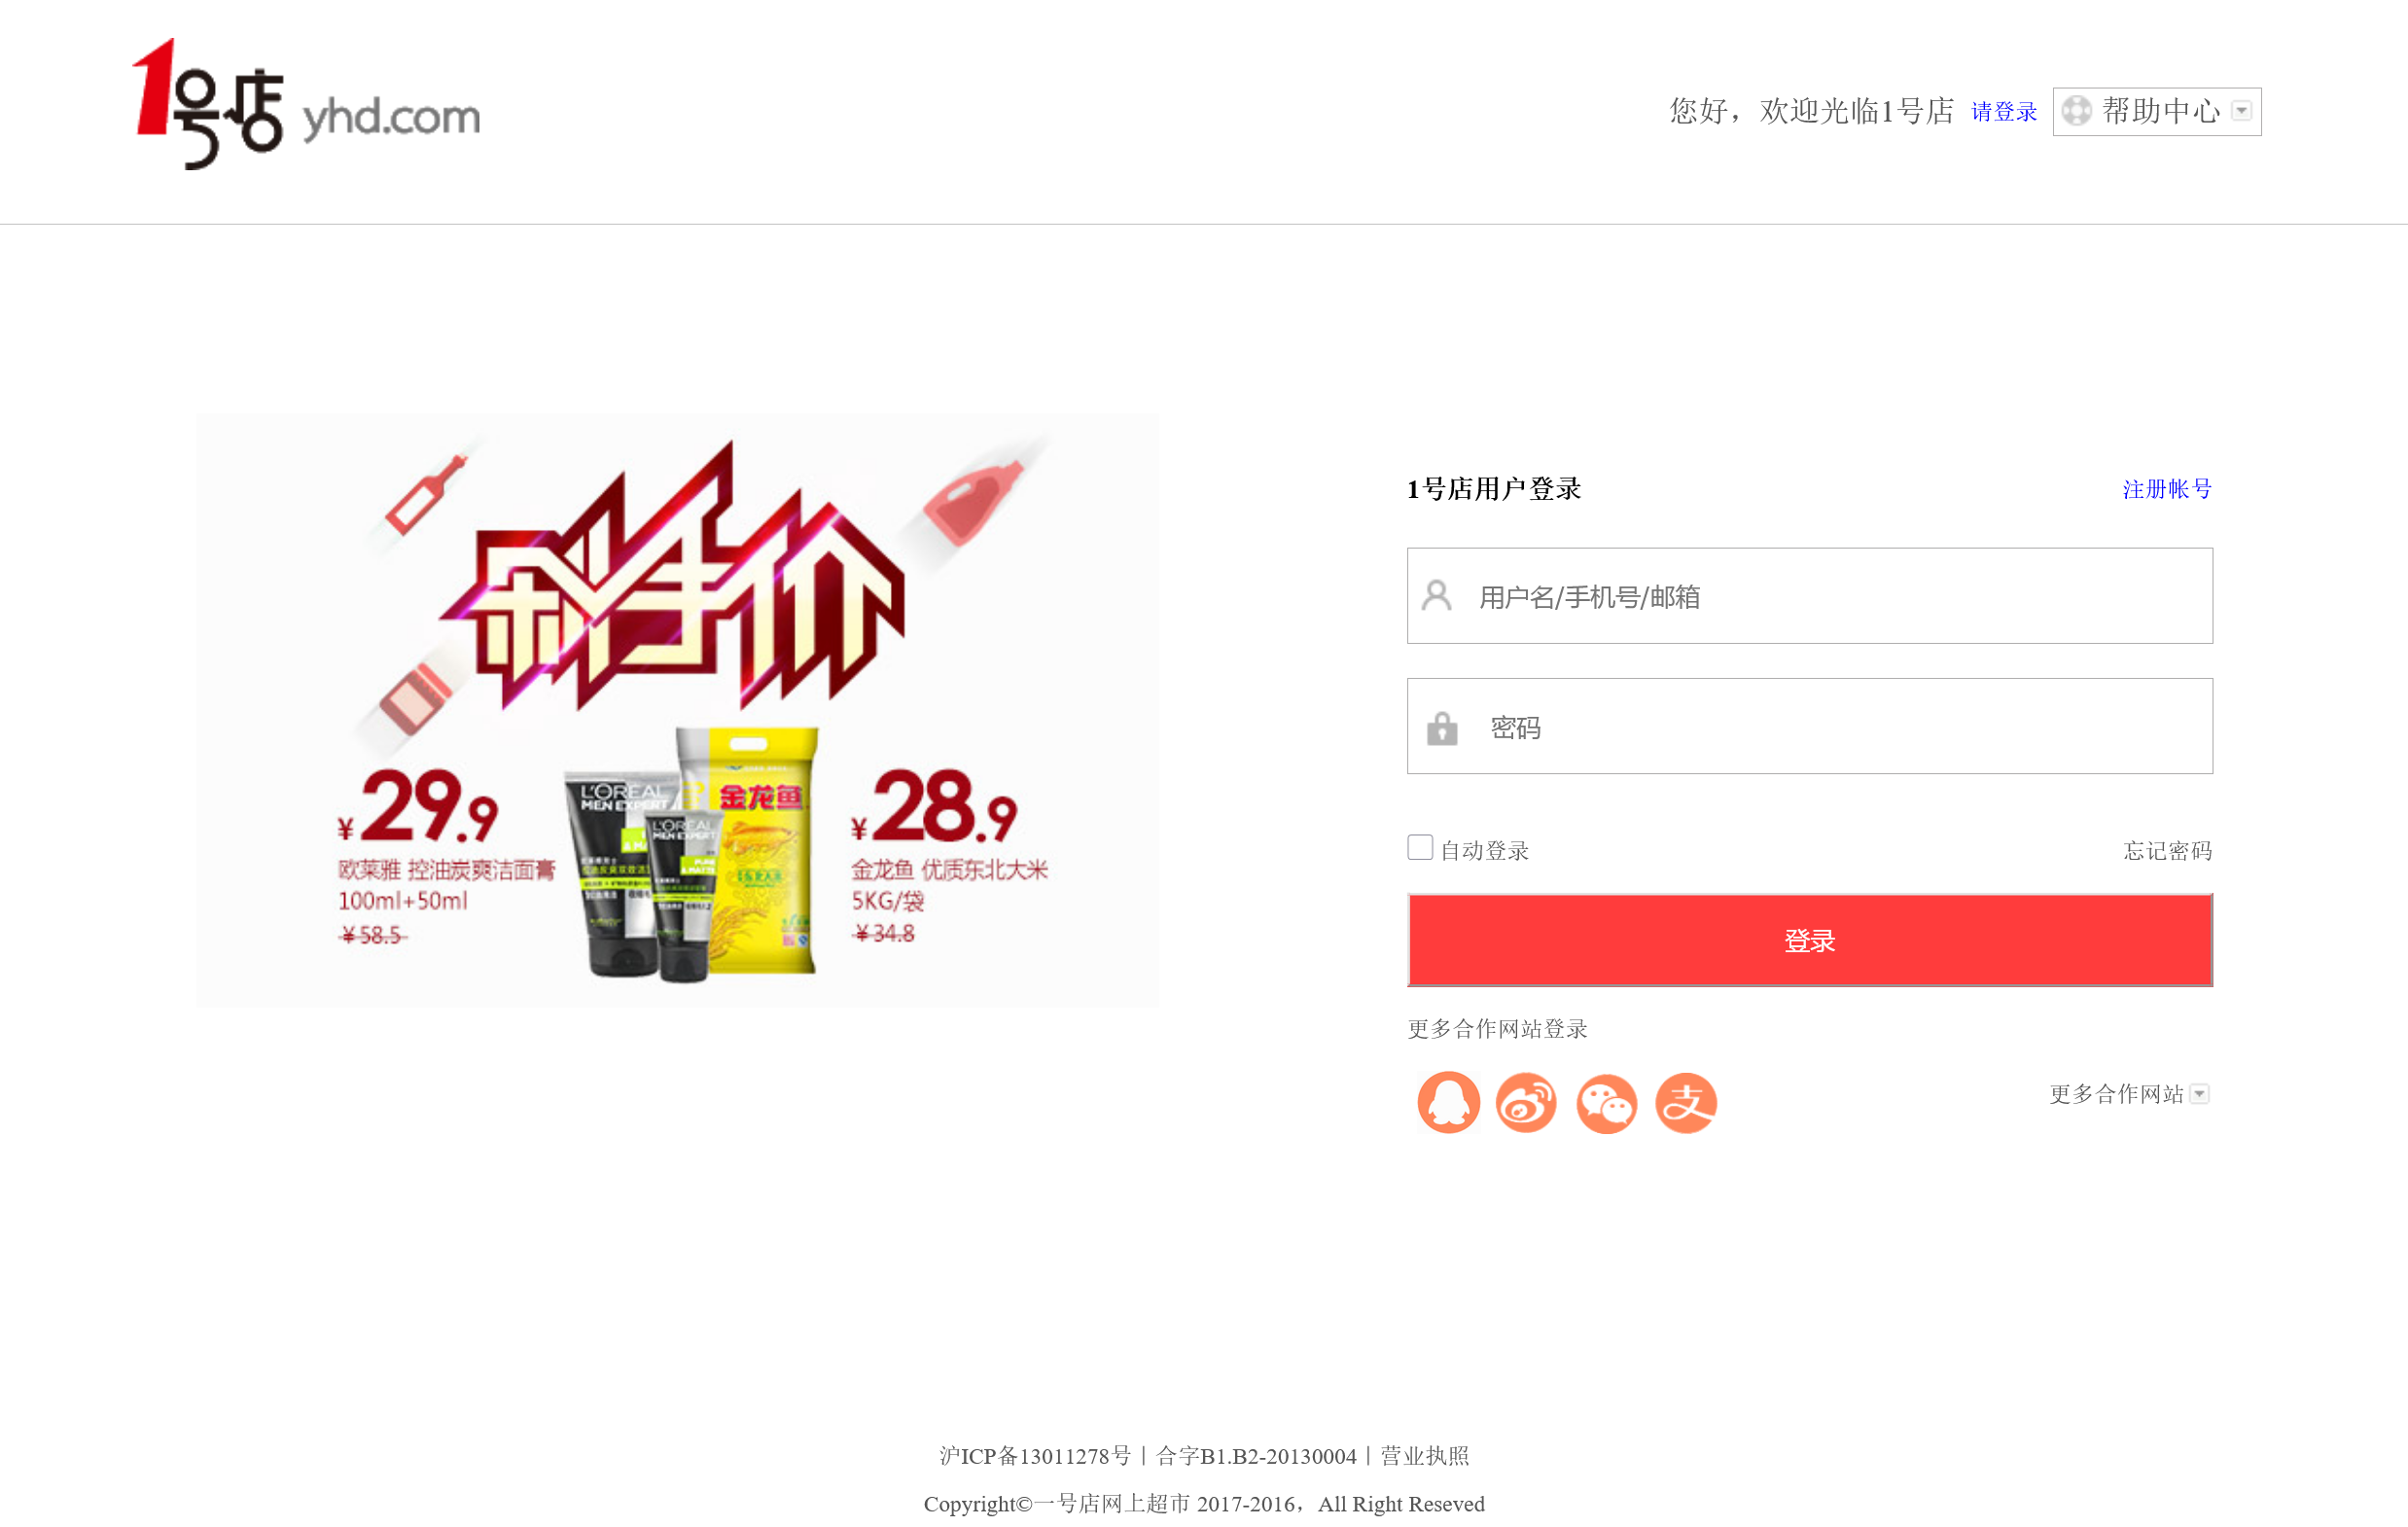 1号店 yhd.com
您好，欢迎光临1号店 请登录 帮助中心
剁手价
¥29.9
欧莱雅 控油炭爽洁面膏
100ml+50ml
¥58.5
L'OREAL
MEN EXPERT
L'OREAL
MEN EXPERT
PURE
& MATTE
金龙鱼
¥28.9
金龙鱼 优质东北大米
5KG/袋
¥34.8
1号店用户登录 注册帐号
用户名/手机号/邮箱
密码
自动登录 忘记密码
登录
更多合作网站登录
支
更多合作网站
沪ICP备13011278号 | 合字B1.B2-20130004 | 营业执照
Copyright©一号店网上超市 2017-2016，All Right Reseved